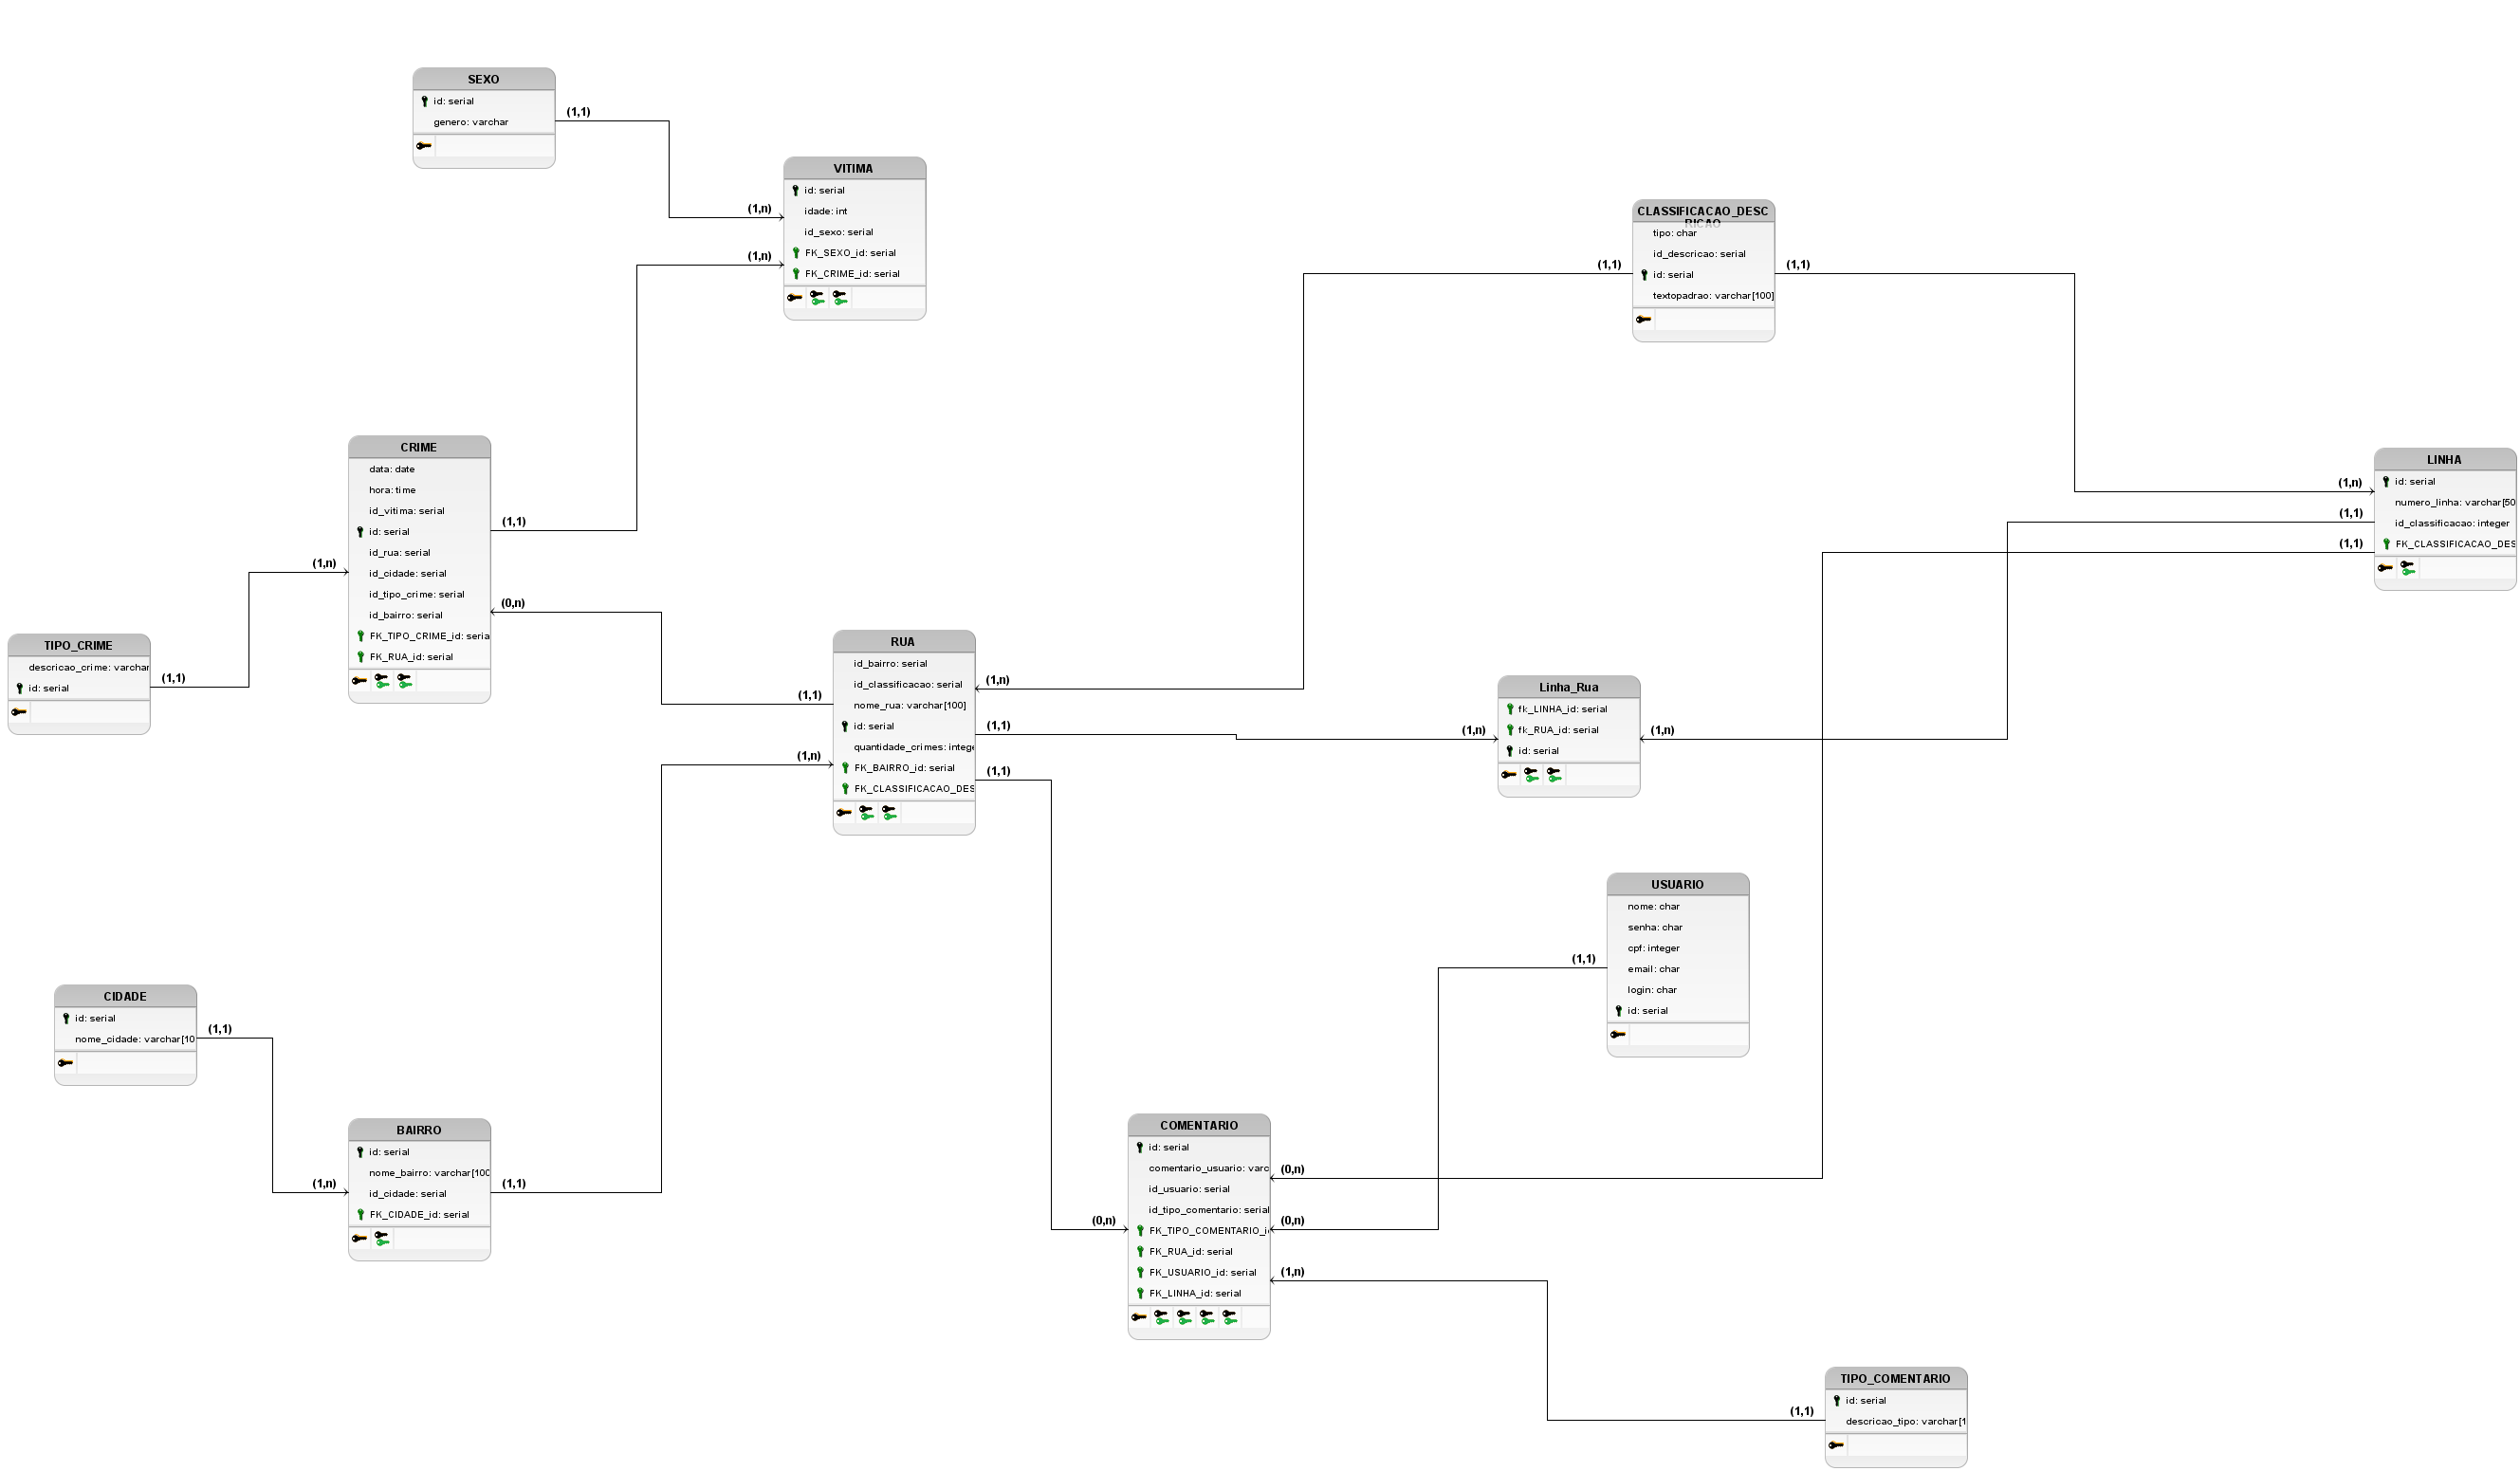 SEXO
id: serial
genero: varchar
(1,1)
(1,n)
VITIMA
id: serial
idade: int
id_sexo: serial
FK_SEXO_id: serial
FK_CRIME_id: serial
(1,n)
CLASSIFICACAO_DESC
RICAO
tipo: char
id_descricao: serial
id: serial
textopadrao: varchar[100]
(1,1)
(1,1)
CRIME
data: date
hora: time
id_vitima: serial
id: serial
id_rua: serial
id_cidade: serial
id_tipo_crime: serial
id_bairro: serial
FK_TIPO_CRIME_id: seria
FK_RUA_id: serial
(1,1)
(1,n)
(0,n)
LINHA
id: serial
numero_linha: varchar[50
id_classificacao: integer
FK_CLASSIFICACAO_DES
(1,n)
(1,1)
(1,1)
TIPO_CRIME
descricao_crime: varchar
id: serial
(1,1)
RUA
id_bairro: serial
id_classificacao: serial
nome_rua: varchar[100]
id: serial
quantidade_crimes: intege
FK_BAIRRO_id: serial
FK_CLASSIFICACAO_DES
(1,1)
(1,n)
(1,n)
(1,1)
(1,1)
Linha_Rua
fk_LINHA_id: serial
fk_RUA_id: serial
id: serial
(1,n)
(1,n)
USUARIO
nome: char
senha: char
cpf: integer
email: char
login: char
id: serial
(1,1)
CIDADE
id: serial
nome_cidade: varchar[10
(1,1)
BAIRRO
id: serial
nome_bairro: varchar[100
id_cidade: serial
FK_CIDADE_id: serial
(1,n)
(1,1)
COMENTARIO
id: serial
comentario_usuario: varc
id_usuario: serial
id_tipo_comentario: serial
FK_TIPO_COMENTARIO_i
FK_RUA_id: serial
FK_USUARIO_id: serial
FK_LINHA_id: serial
(0,n)
(0,n)
(0,n)
(1,n)
TIPO_COMENTARIO
id: serial
descricao_tipo: varchar[1
(1,1)